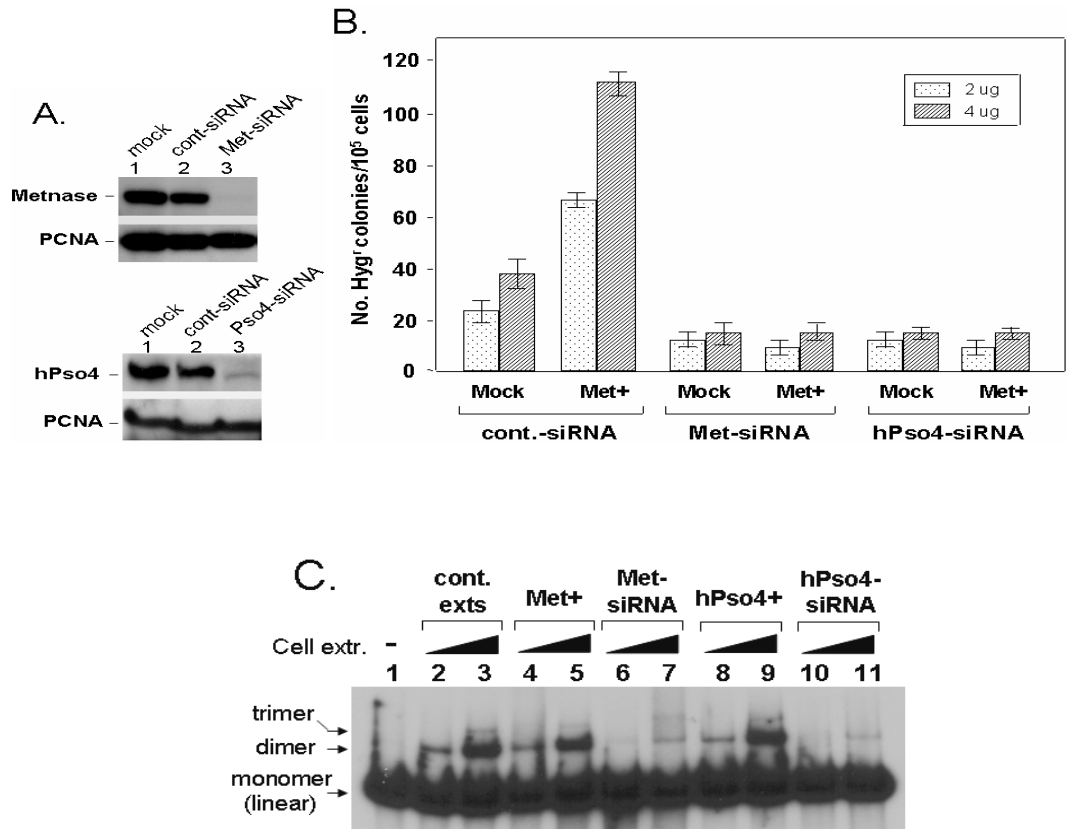 A.
mock
cont-siRNA
Met-siRNA
1 2 3
Metnase
PCNA
mock
cont-siRNA
Pso4-siRNA
1 2 3
hPso4
PCNA
B.
No. Hygʳ colonies/10⁵ cells
120
100
80
60
40
20
0
2 ug
4 ug
Mock Met+ Mock Met+ Mock Met+
cont.-siRNA Met-siRNA hPso4-siRNA
C.
cont. exts
Met+
Met-siRNA
hPso4+
hPso4-siRNA
Cell extr. -
1 2 3 4 5 6 7 8 9 10 11
trimer
dimer
monomer
(linear)